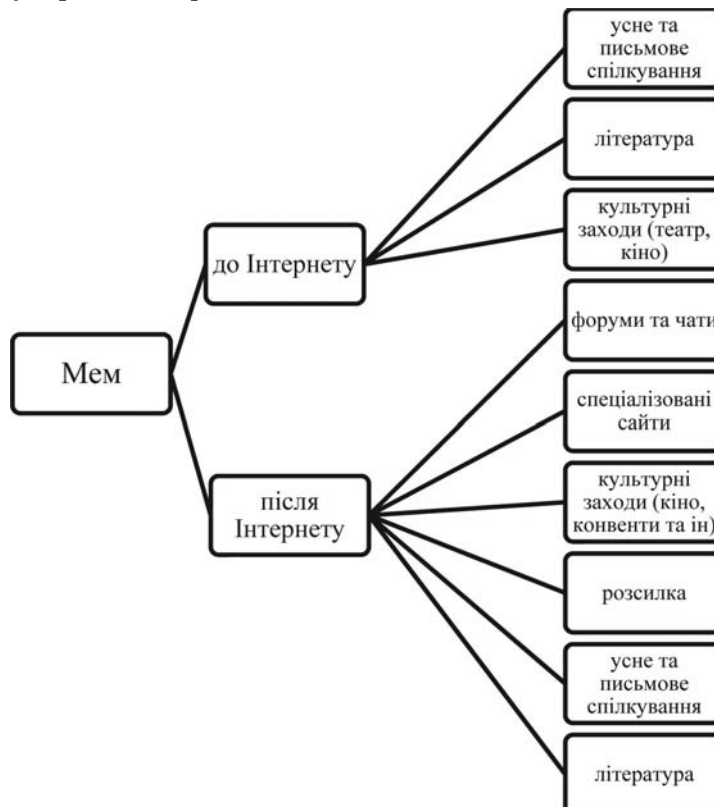 усне та
письмове
спілкування
література
культурні
заходи (театр,
кіно)
до Інтернету
форуми та чати
Мем
спеціалізовані
сайти
після
Інтернету
культурні
заходи (кіно,
конвенти та ін)
розсилка
усне та
письмове
спілкування
література